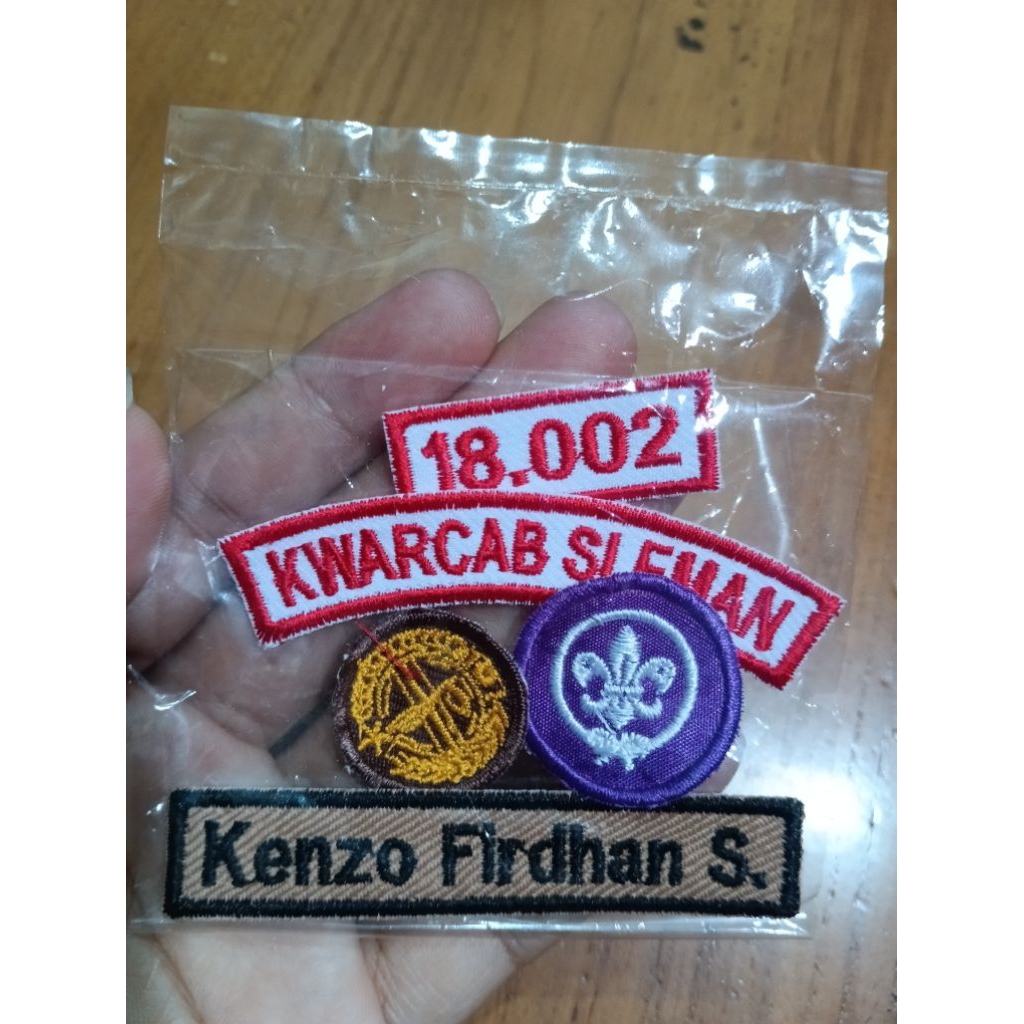 18.002
KWARCAB SLEMAN
Kenzo Firdhan S.